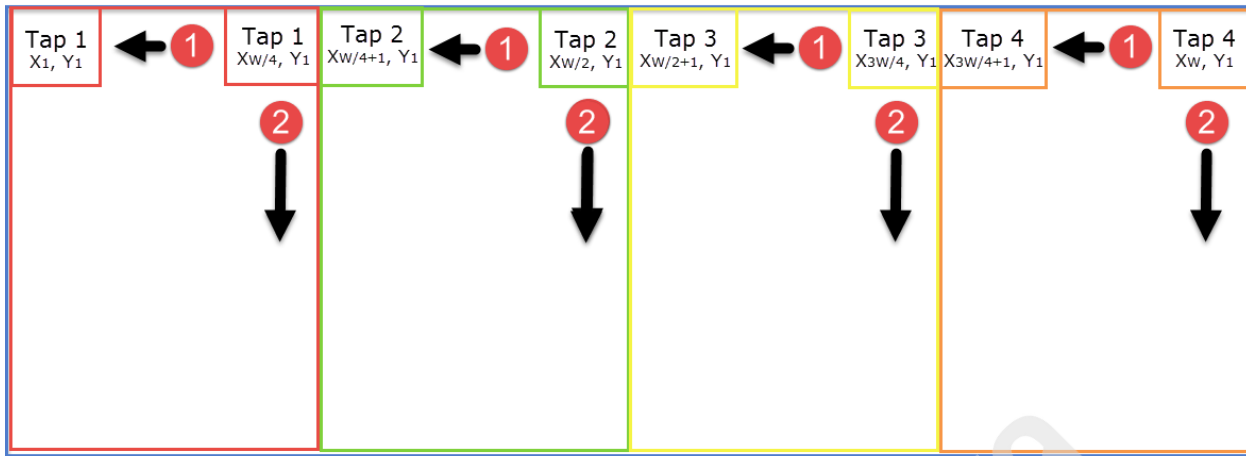 Tap 1
X1, Y1
1
Tap 1
XW/4, Y1
Tap 2
XW/4+1, Y1
1
Tap 2
XW/2, Y1
Tap 3
XW/2+1, Y1
1
Tap 3
X3W/4, Y1
Tap 4
X3W/4+1, Y1
1
Tap 4
XW, Y1
2
2
2
2